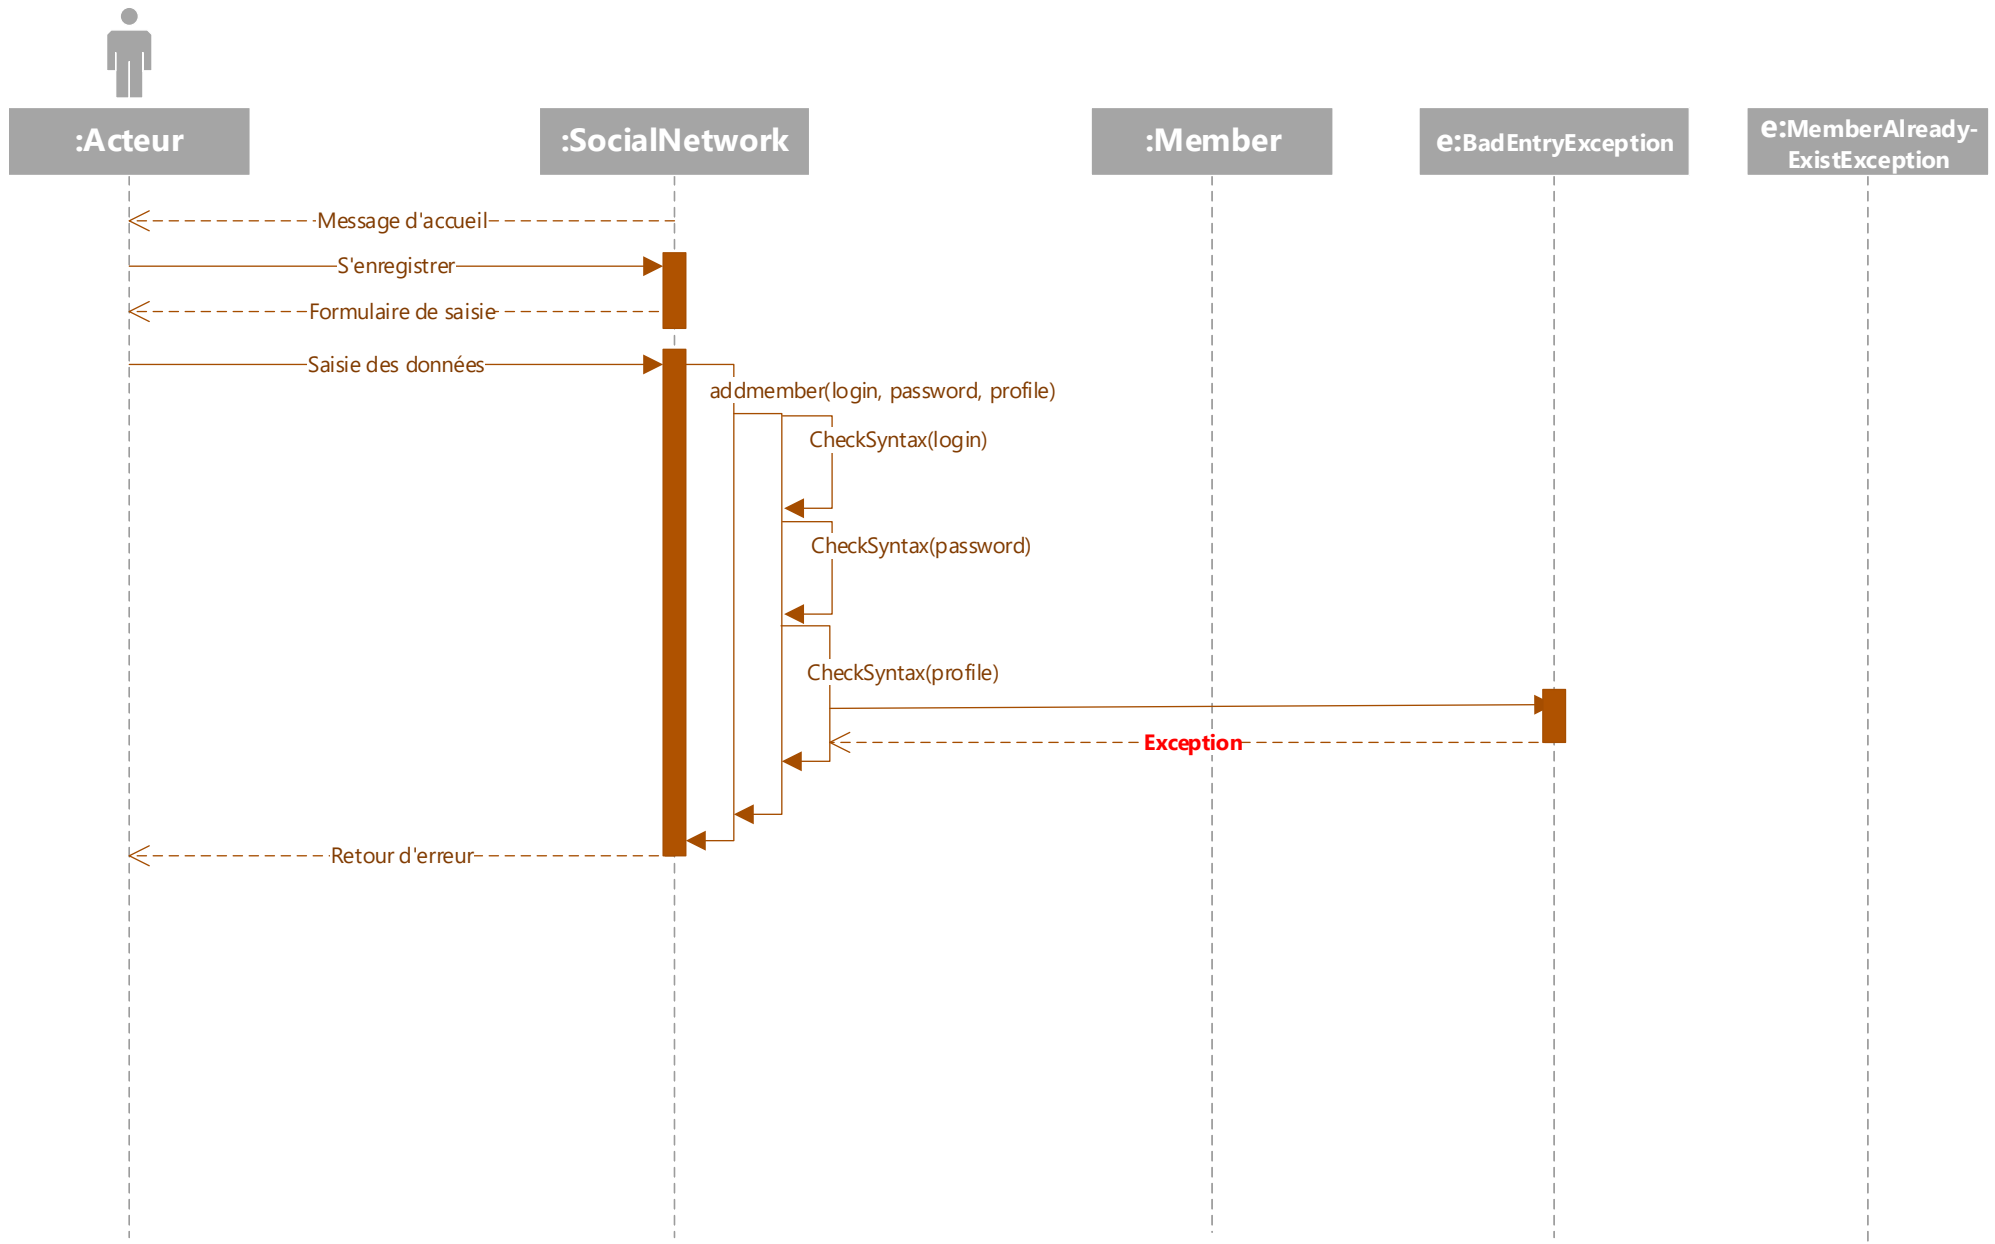 :Acteur
:SocialNetwork
:Member
e:BadEntryException
e:MemberAlready-
ExistException
Message d'accueil
S'enregistrer
Formulaire de saisie
Saisie des données
addmember(login, password, profile)
CheckSyntax(login)
CheckSyntax(password)
CheckSyntax(profile)
Exception
Retour d'erreur